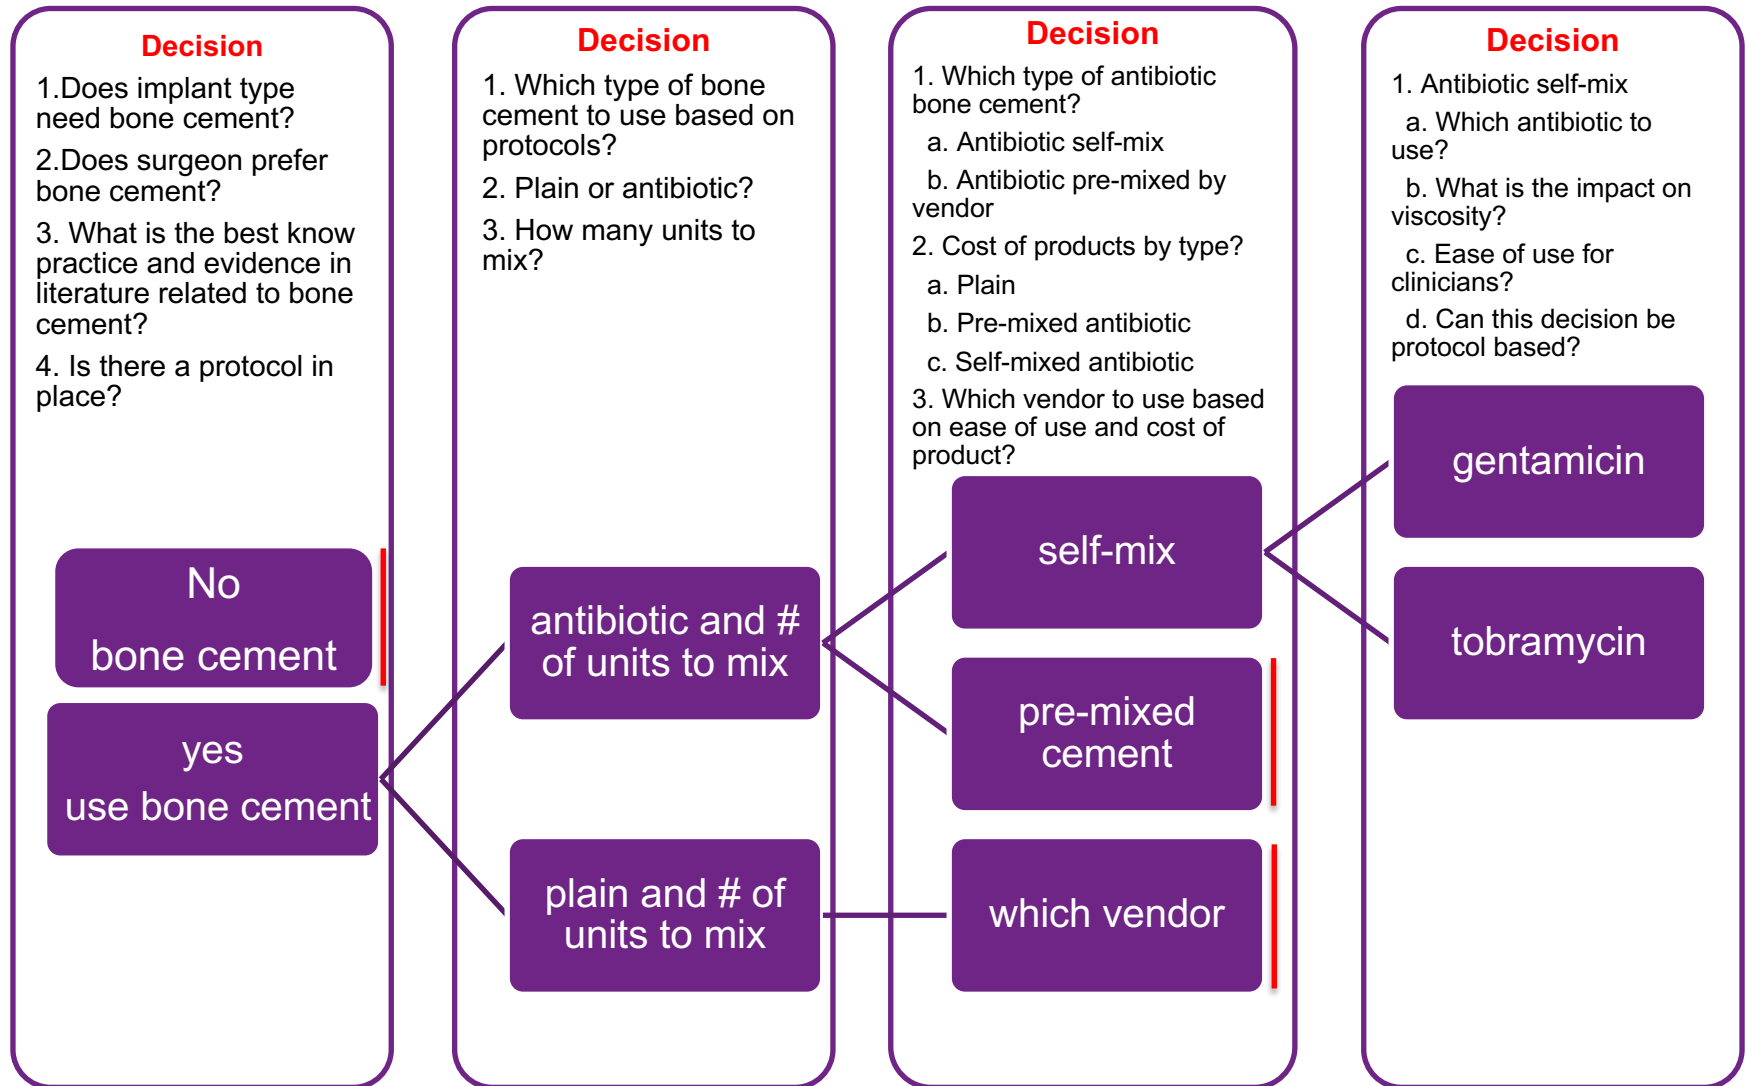 Decision
1.Does implant type
need bone cement?
2.Does surgeon prefer
bone cement?
3. What is the best know
practice and evidence in
literature related to bone
cement?
4. Is there a protocol in
place?
No
bone cement
yes
use bone cement
Decision
1. Which type of bone
cement to use based on
protocols?
2. Plain or antibiotic?
3. How many units to
mix?
antibiotic and #
of units to mix
plain and # of
units to mix
Decision
1. Which type of antibiotic
bone cement?
a. Antibiotic self-mix
b. Antibiotic pre-mixed by
vendor
2. Cost of products by type?
a. Plain
b. Pre-mixed antibiotic
c. Self-mixed antibiotic
3. Which vendor to use based
on ease of use and cost of
product?
self-mix
pre-mixed
cement
which vendor
Decision
1. Antibiotic self-mix
a. Which antibiotic to
use?
b. What is the impact on
viscosity?
c. Ease of use for
clinicians?
d. Can this decision be
protocol based?
gentamicin
tobramycin